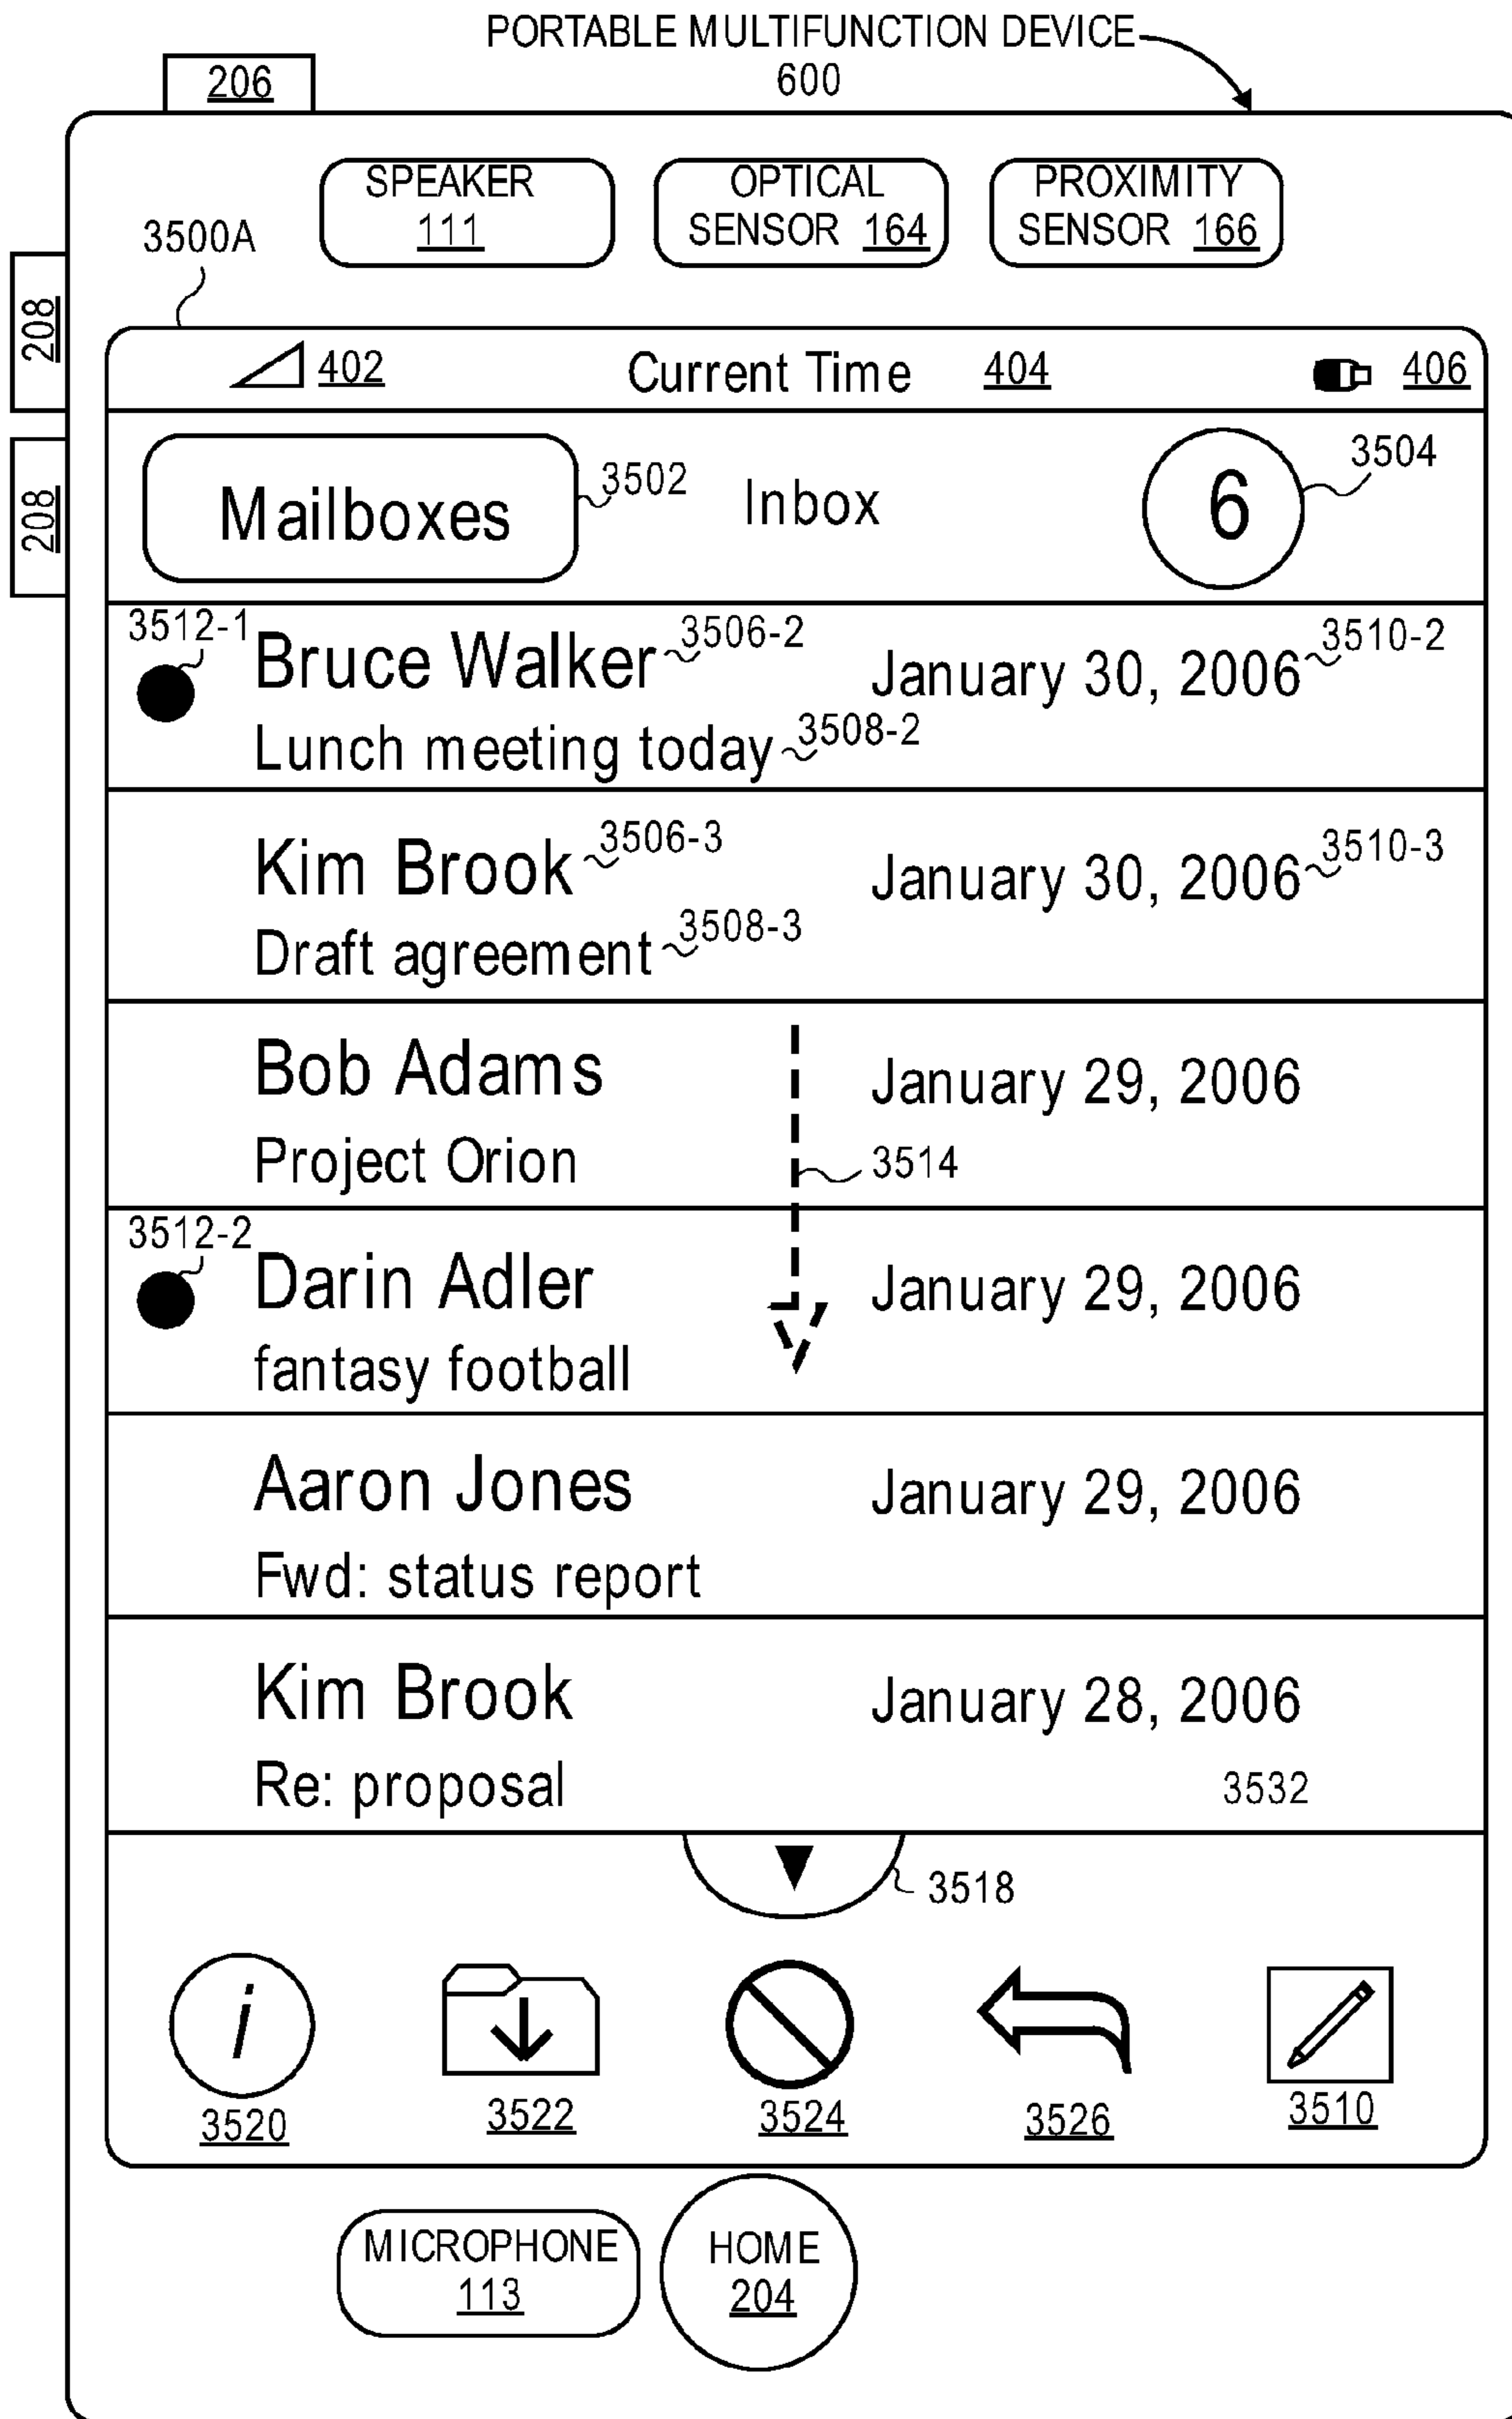 PORTABLE MULTIFUNCTION DEVICE
600
206
SPEAKER
111
OPTICAL
SENSOR 164
PROXIMITY
SENSOR 166
3500A
208
208
402 Current Time 404 406
Mailboxes 3502 Inbox 6 3504
3512-1 Bruce Walker 3506-2 January 30, 2006 3510-2
Lunch meeting today 3508-2
Kim Brook 3506-3 January 30, 2006 3510-3
Draft agreement 3508-3
Bob Adams January 29, 2006
Project Orion 3514
3512-2 Darin Adler January 29, 2006
fantasy football
Aaron Jones January 29, 2006
Fwd: status report
Kim Brook January 28, 2006
Re: proposal 3532
3518
i
3520 3522 3524 3526 3510
MICROPHONE
113
HOME
204